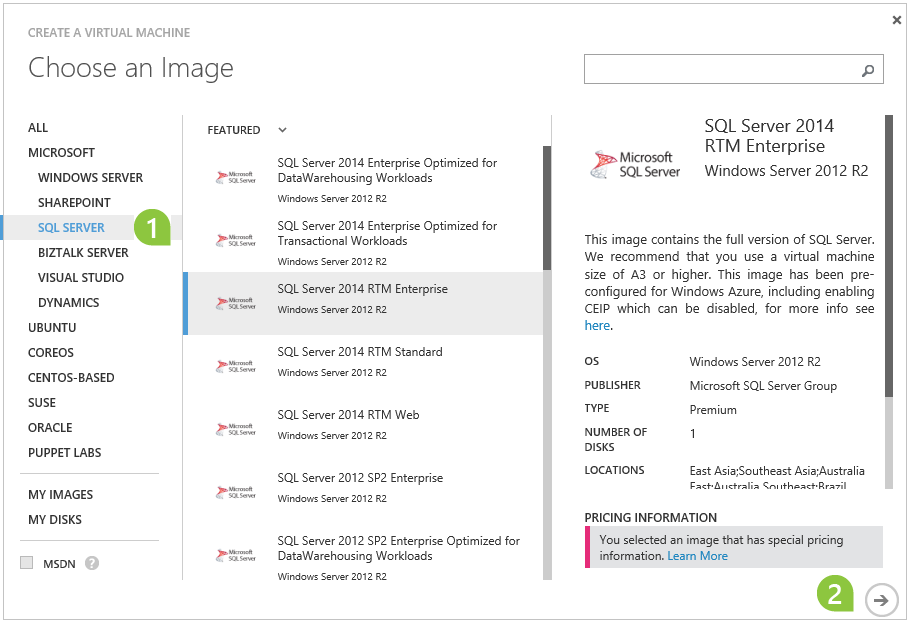 CREATE A VIRTUAL MACHINE
Choose an Image
ALL
MICROSOFT
WINDOWS SERVER
SHAREPOINT
SQL SERVER
1
BIZTALK SERVER
VISUAL STUDIO
DYNAMICS
UBUNTU
COREOS
CENTOS-BASED
SUSE
ORACLE
PUPPET LABS
MY IMAGES
MY DISKS
MSDN ?
FEATURED
Microsoft
SQL Server
SQL Server 2014 Enterprise Optimized for
DataWarehousing Workloads
Windows Server 2012 R2
Microsoft
SQL Server
SQL Server 2014 Enterprise Optimized for
Transactional Workloads
Windows Server 2012 R2
Microsoft
SQL Server
SQL Server 2014 RTM Enterprise
Windows Server 2012 R2
Microsoft
SQL Server
SQL Server 2014 RTM Standard
Windows Server 2012 R2
Microsoft
SQL Server
SQL Server 2014 RTM Web
Windows Server 2012 R2
Microsoft
SQL Server
SQL Server 2012 SP2 Enterprise
Windows Server 2012 R2
Microsoft
SQL Server
SQL Server 2012 SP2 Enterprise Optimized for
DataWarehousing Workloads
Windows Server 2012 R2
Microsoft
SQL Server
SQL Server 2014
RTM Enterprise
Windows Server 2012 R2
This image contains the full version of SQL Server.
We recommend that you use a virtual machine
size of A3 or higher. This image has been pre-
configured for Windows Azure, including enabling
CEIP which can be disabled, for more info see
here.
OS Windows Server 2012 R2
PUBLISHER Microsoft SQL Server Group
TYPE Premium
NUMBER OF 1
DISKS
LOCATIONS East Asia;Southeast Asia;Australia
East;Australia Southeast;Brazil
PRICING INFORMATION
You selected an image that has special pricing
information. Learn More
2